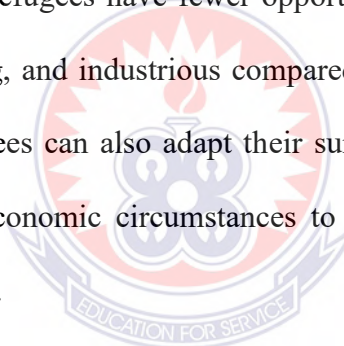 efugees have fewer opport
g, and industrious compared
ees can also adapt their sur
conomic circumstances to
.
EDUCATION FOR SERVICE